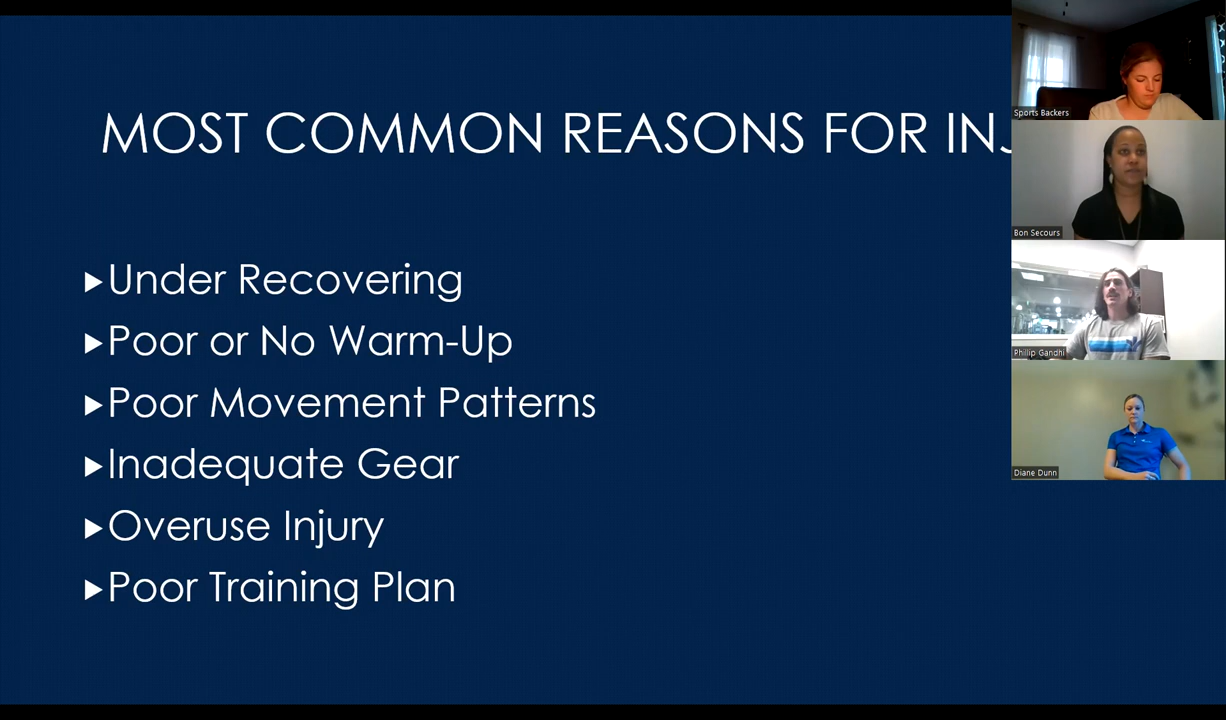 MOST COMMON REASONS FOR INJ
Under Recovering
Poor or No Warm-Up
Poor Movement Patterns
Inadequate Gear
Overuse Injury
Poor Training Plan
Sports Backers
Bon Secours
Phillip Gandhi
Diane Dunn